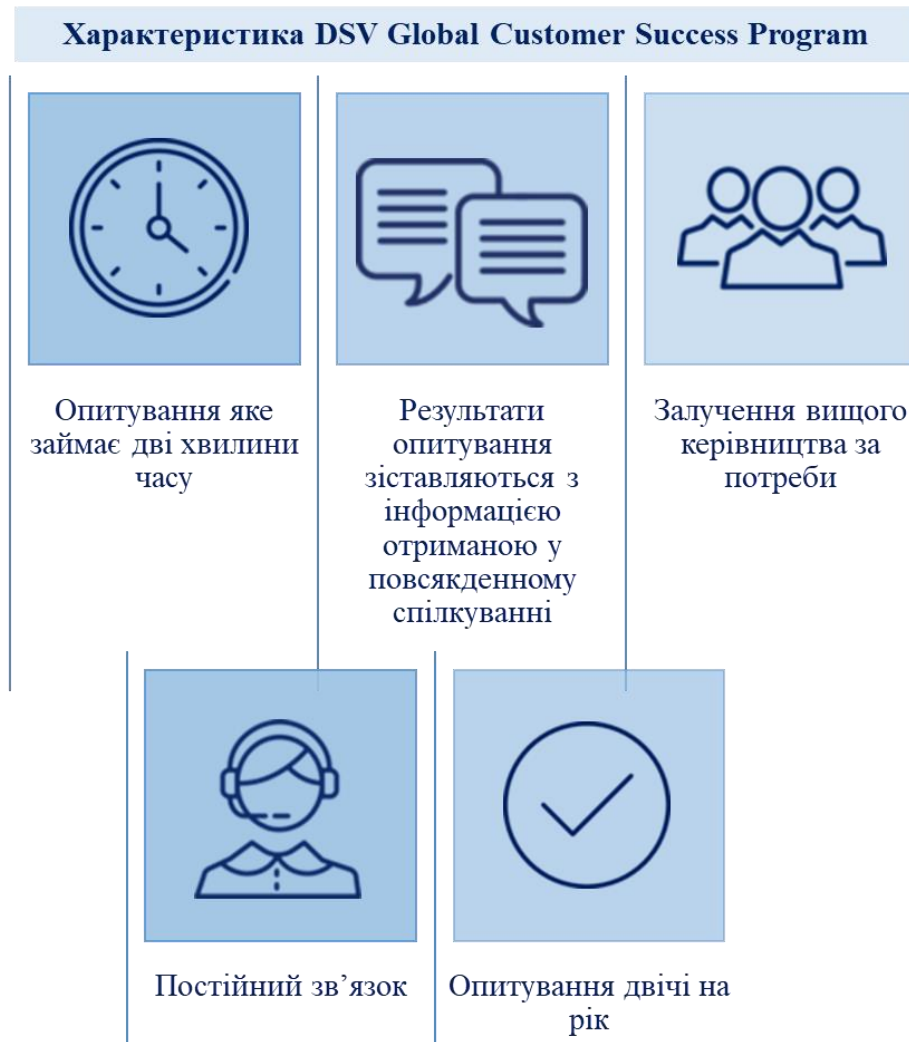 Характеристика DSV Global Customer Success Program
Опитування яке
займає дві хвилини
часу
Результати
опитування
зіставляються з
інформацією
отриманою у
повсякденному
спілкуванні
Залучення вищого
керівництва за
потреби
Постійний зв’язок
Опитування двічі на
рік